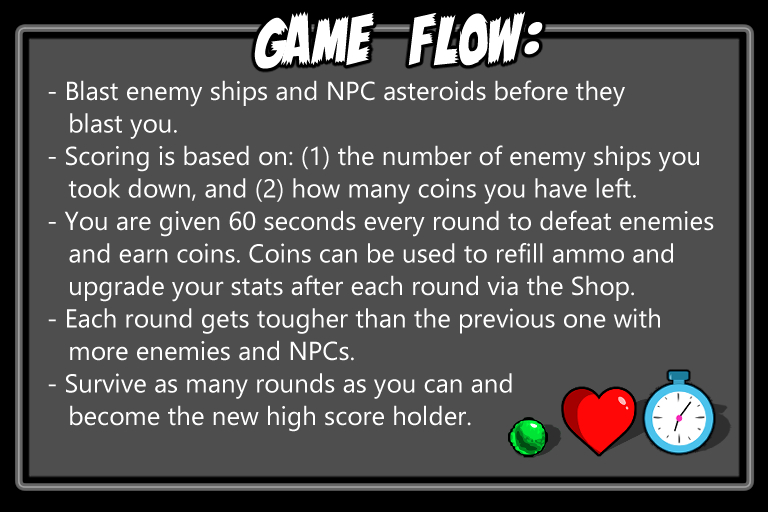 GAME FLOW:
- Blast enemy ships and NPC asteroids before they
blast you.
- Scoring is based on: (1) the number of enemy ships you
took down, and (2) how many coins you have left.
- You are given 60 seconds every round to defeat enemies
and earn coins. Coins can be used to refill ammo and
upgrade your stats after each round via the Shop.
- Each round gets tougher than the previous one with
more enemies and NPCs.
- Survive as many rounds as you can and
become the new high score holder.